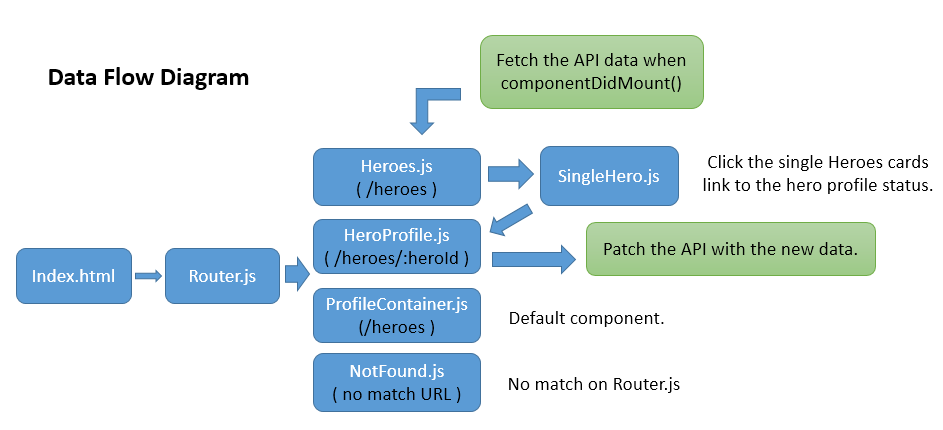 Data Flow Diagram
Fetch the API data when
componentDidMount()
Heroes.js
( /heroes )
SingleHero.js
Click the single Heroes cards
link to the hero profile status.
HeroProfile.js
( /heroes/:heroId )
Patch the API with the new data.
Index.html
Router.js
ProfileContainer.js
(/heroes )
Default component.
NotFound.js
( no match URL )
No match on Router.js